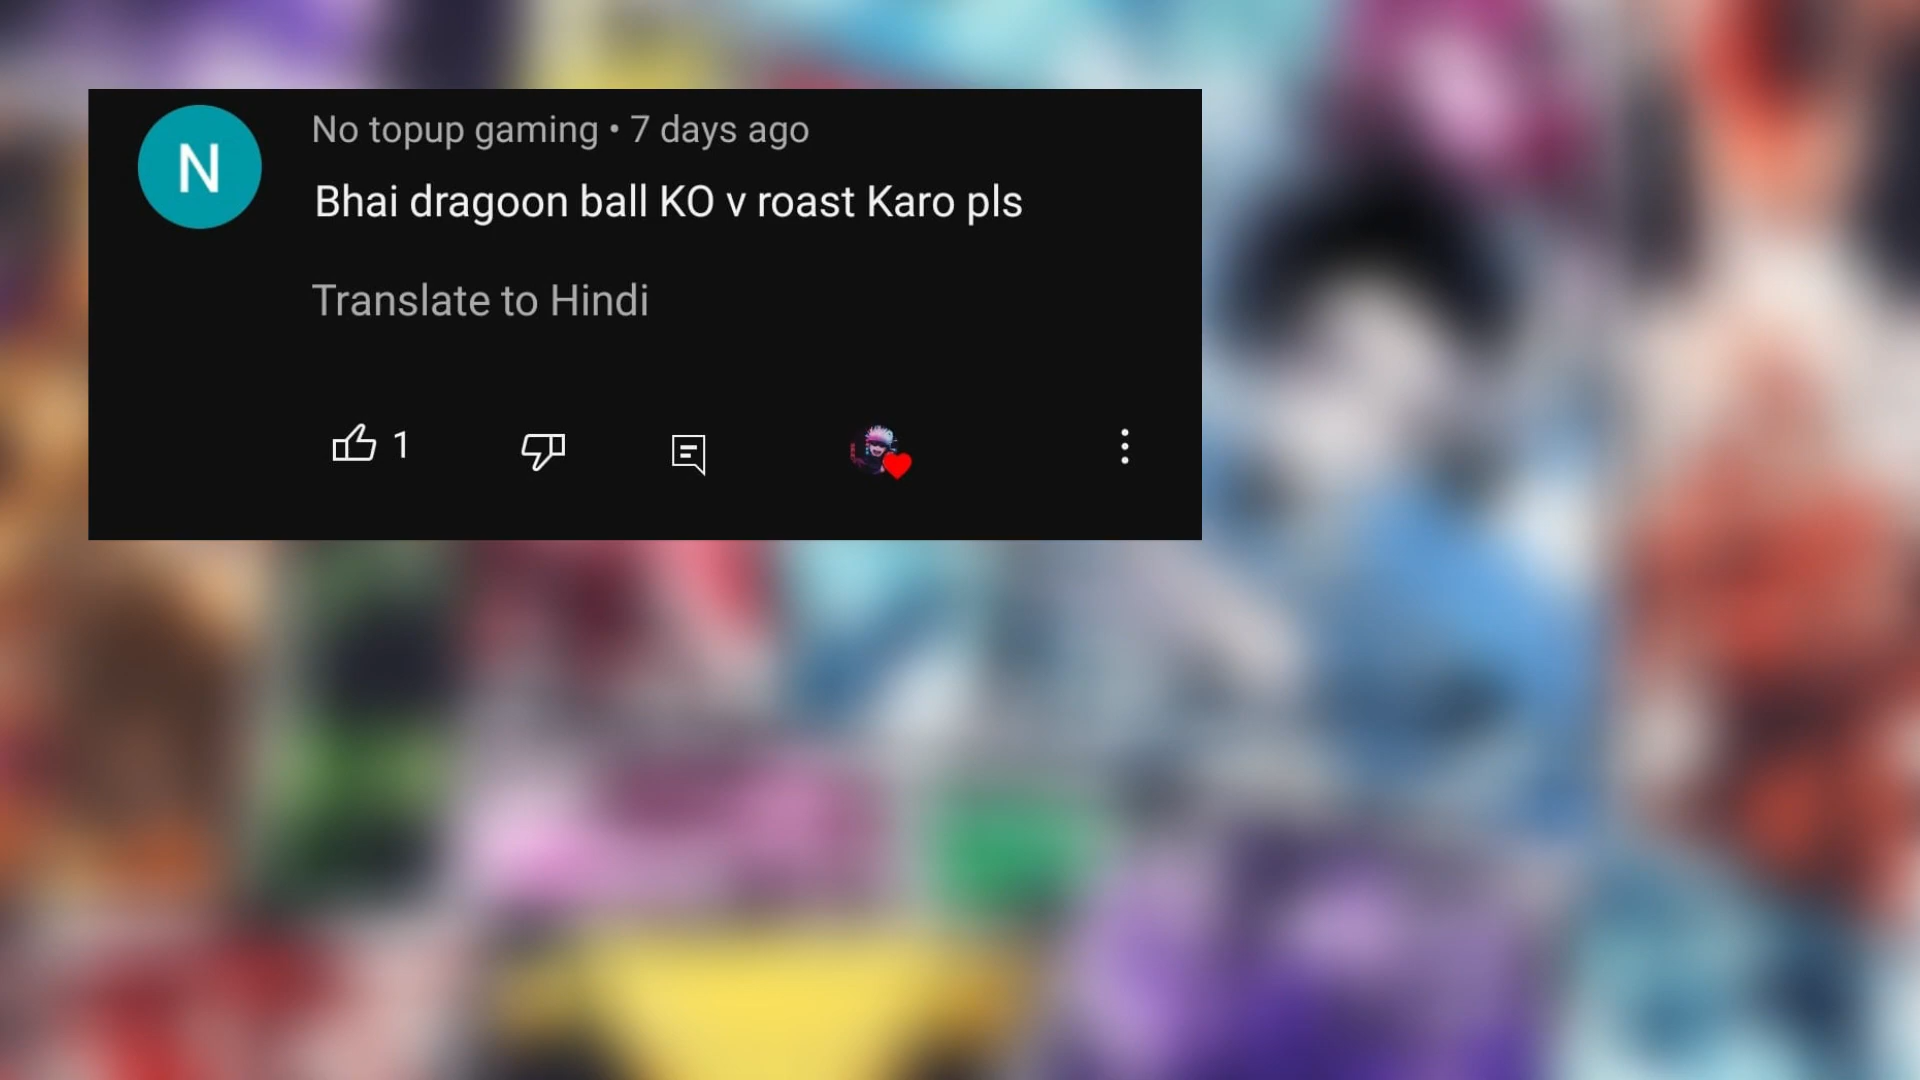 N
No topup gaming • 7 days ago
Bhai dragoon ball KO v roast Karo pls
Translate to Hindi
1